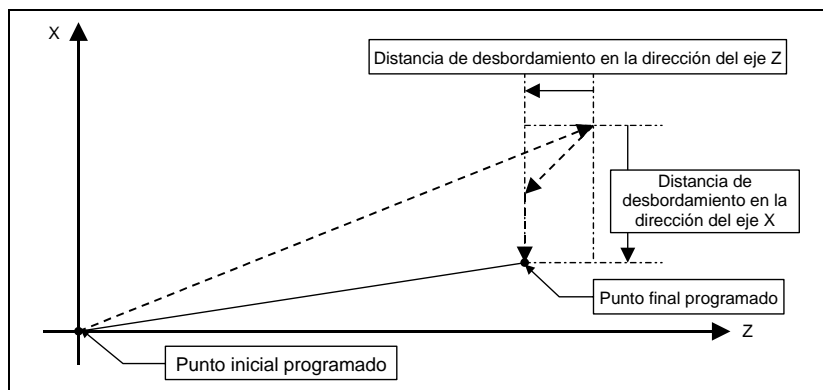 X
Distancia de desbordamiento en la dirección del eje Z
Distancia de
desbordamiento en la
dirección del eje X
Punto final programado
Z
Punto inicial programado